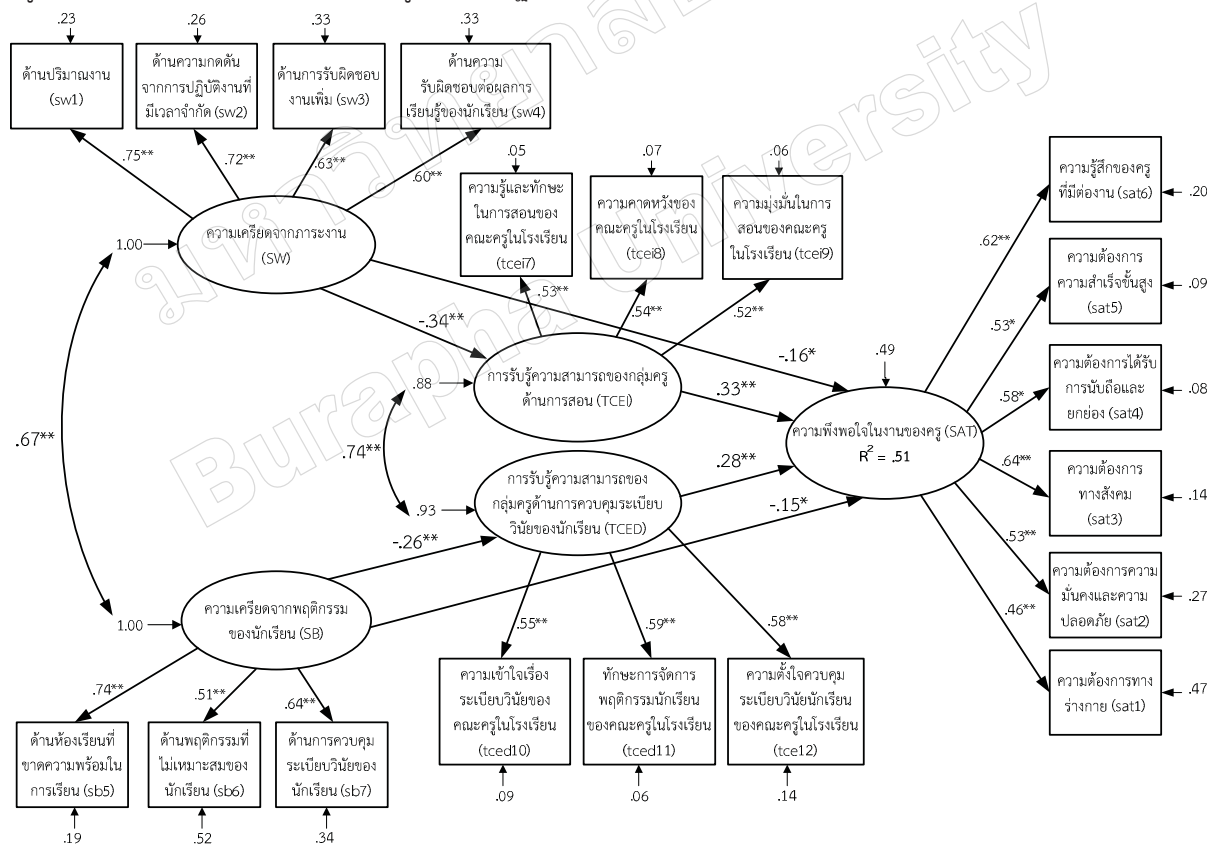 .23
.26
.33
.33
ด้านปริมาณงาน
(sw1)
ด้านความกดดัน
จากการปฏิบัติงานที่
มีเวลาจำกัด (sw2)
ด้านการรับผิดชอบ
งานเพิ่ม (sw3)
ด้านความ
รับผิดชอบต่อผลการ
เรียนรู้ของนักเรียน (sw4)
.75**
.72**
.63**
.60**
1.00
ความเครียดจากภาระงาน
(SW)
.05
.07
.06
ความรู้และทักษะ
ในการสอนของ
คณะครูในโรงเรียน
(tcei7)
ความคาดหวังของ
คณะครูในโรงเรียน
(tcei8)
ความมุ่งมั่นในการ
สอนของคณะครู
ในโรงเรียน (tcei9)
.53**
.54**
.52**
-.34**
-.16*
.88
การรับรู้ความสามารถของกลุ่มครู
ด้านการสอน (TCEI)
.33**
.49
ความพึงพอใจในงานของครู (SAT)
R² = .51
.67**
.74**
.28**
-.15*
.93
การรับรู้ความสามารถของ
กลุ่มครูด้านการควบคุมระเบียบ
วินัยของนักเรียน (TCED)
-.26**
1.00
ความเครียดจากพฤติกรรม
ของนักเรียน (SB)
.74**
.51**
.64**
ด้านห้องเรียนที่
ขาดความพร้อมใน
การเรียน (sb5)
ด้านพฤติกรรมที่
ไม่เหมาะสมของ
นักเรียน (sb6)
ด้านการควบคุม
ระเบียบวินัยของ
นักเรียน (sb7)
.19
.52
.34
.55**
.59**
.58**
ความเข้าใจเรื่อง
ระเบียบวินัยของ
คณะครูในโรงเรียน
(tced10)
ทักษะการจัดการ
พฤติกรรมนักเรียน
ของคณะครูในโรงเรียน
(tced11)
ความตั้งใจควบคุม
ระเบียบวินัยนักเรียน
ของคณะครูในโรงเรียน
(tce12)
.09
.06
.14
.62**
.53*
.58*
.64**
.53**
.46**
ความรู้สึกของครู
ที่มีต่องาน (sat6)
.20
ความต้องการ
ความสำเร็จขั้นสูง
(sat5)
.09
ความต้องการได้รับ
การนับถือและ
ยกย่อง (sat4)
.08
ความต้องการ
ทางสังคม
(sat3)
.14
ความต้องการความ
มั่นคงและความ
ปลอดภัย (sat2)
.27
ความต้องการทาง
ร่างกาย (sat1)
.47
Burapha University